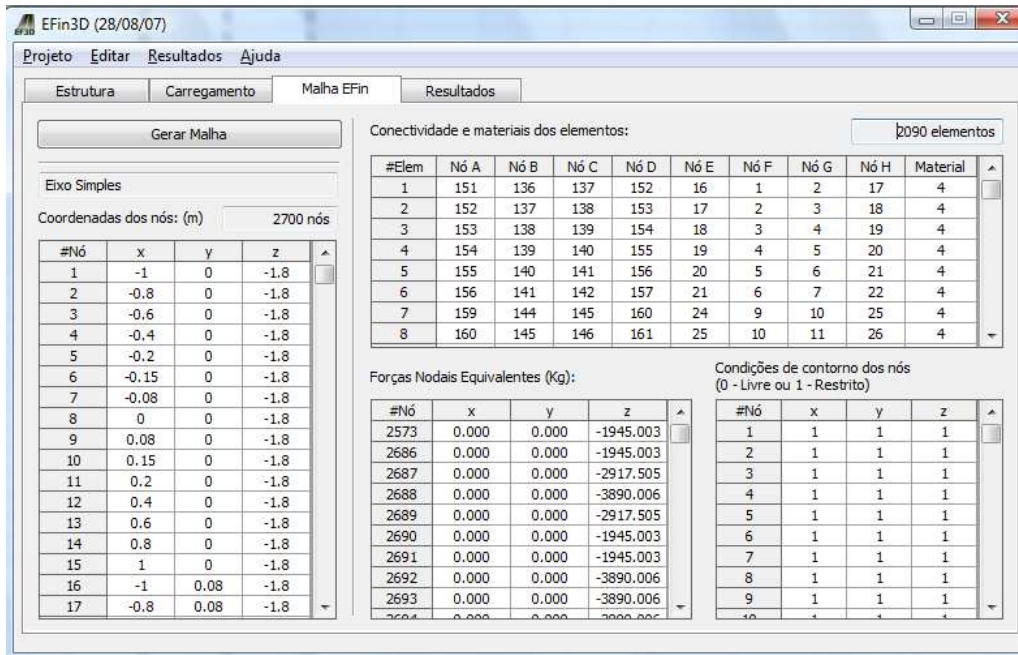 EFin3D (28/08/07)
Projeto Editar Resultados Ajuda
Estrutura Carregamento Malha EFin Resultados
Gerar Malha
Eixo Simples
Coordenadas dos nós: (m) 2700 nós
#Nó x y z
1 -1 0 -1.8
2 -0.8 0 -1.8
3 -0.6 0 -1.8
4 -0.4 0 -1.8
5 -0.2 0 -1.8
6 -0.15 0 -1.8
7 -0.08 0 -1.8
8 0 0 -1.8
9 0.08 0 -1.8
10 0.15 0 -1.8
11 0.2 0 -1.8
12 0.4 0 -1.8
13 0.6 0 -1.8
14 0.8 0 -1.8
15 1 0 -1.8
16 -1 0.08 -1.8
17 -0.8 0.08 -1.8
Conectividade e materiais dos elementos: 2090 elementos
#Elem Nó A Nó B Nó C Nó D Nó E Nó F Nó G Nó H Material
1 151 136 137 152 16 1 2 17 4
2 152 137 138 153 17 2 3 18 4
3 153 138 139 154 18 3 4 19 4
4 154 139 140 155 19 4 5 20 4
5 155 140 141 156 20 5 6 21 4
6 156 141 142 157 21 6 7 22 4
7 159 144 145 160 24 9 10 25 4
8 160 145 146 161 25 10 11 26 4
Forças Nodais Equivalentes (Kg):
#Nó x y z
2573 0.000 0.000 -1945.003
2686 0.000 0.000 -1945.003
2687 0.000 0.000 -2917.505
2688 0.000 0.000 -3890.006
2689 0.000 0.000 -2917.505
2690 0.000 0.000 -1945.003
2691 0.000 0.000 -1945.003
2692 0.000 0.000 -3890.006
2693 0.000 0.000 -3890.006
Condições de contorno dos nós
(0 - Livre ou 1 - Restrito)
#Nó x y z
1 1 1 1
2 1 1 1
3 1 1 1
4 1 1 1
5 1 1 1
6 1 1 1
7 1 1 1
8 1 1 1
9 1 1 1